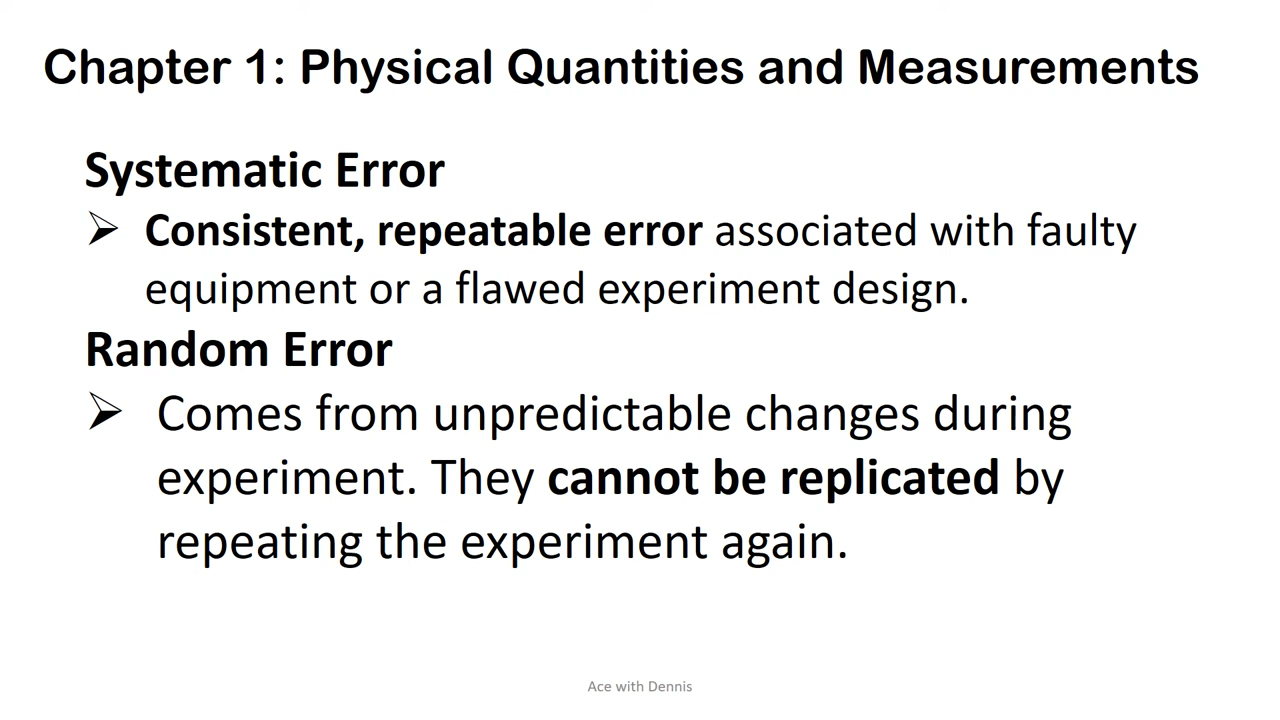 Chapter 1: Physical Quantities and Measurements
Systematic Error
➢ Consistent, repeatable error associated with faulty
equipment or a flawed experiment design.
Random Error
➢ Comes from unpredictable changes during
experiment. They cannot be replicated by
repeating the experiment again.
Ace with Dennis